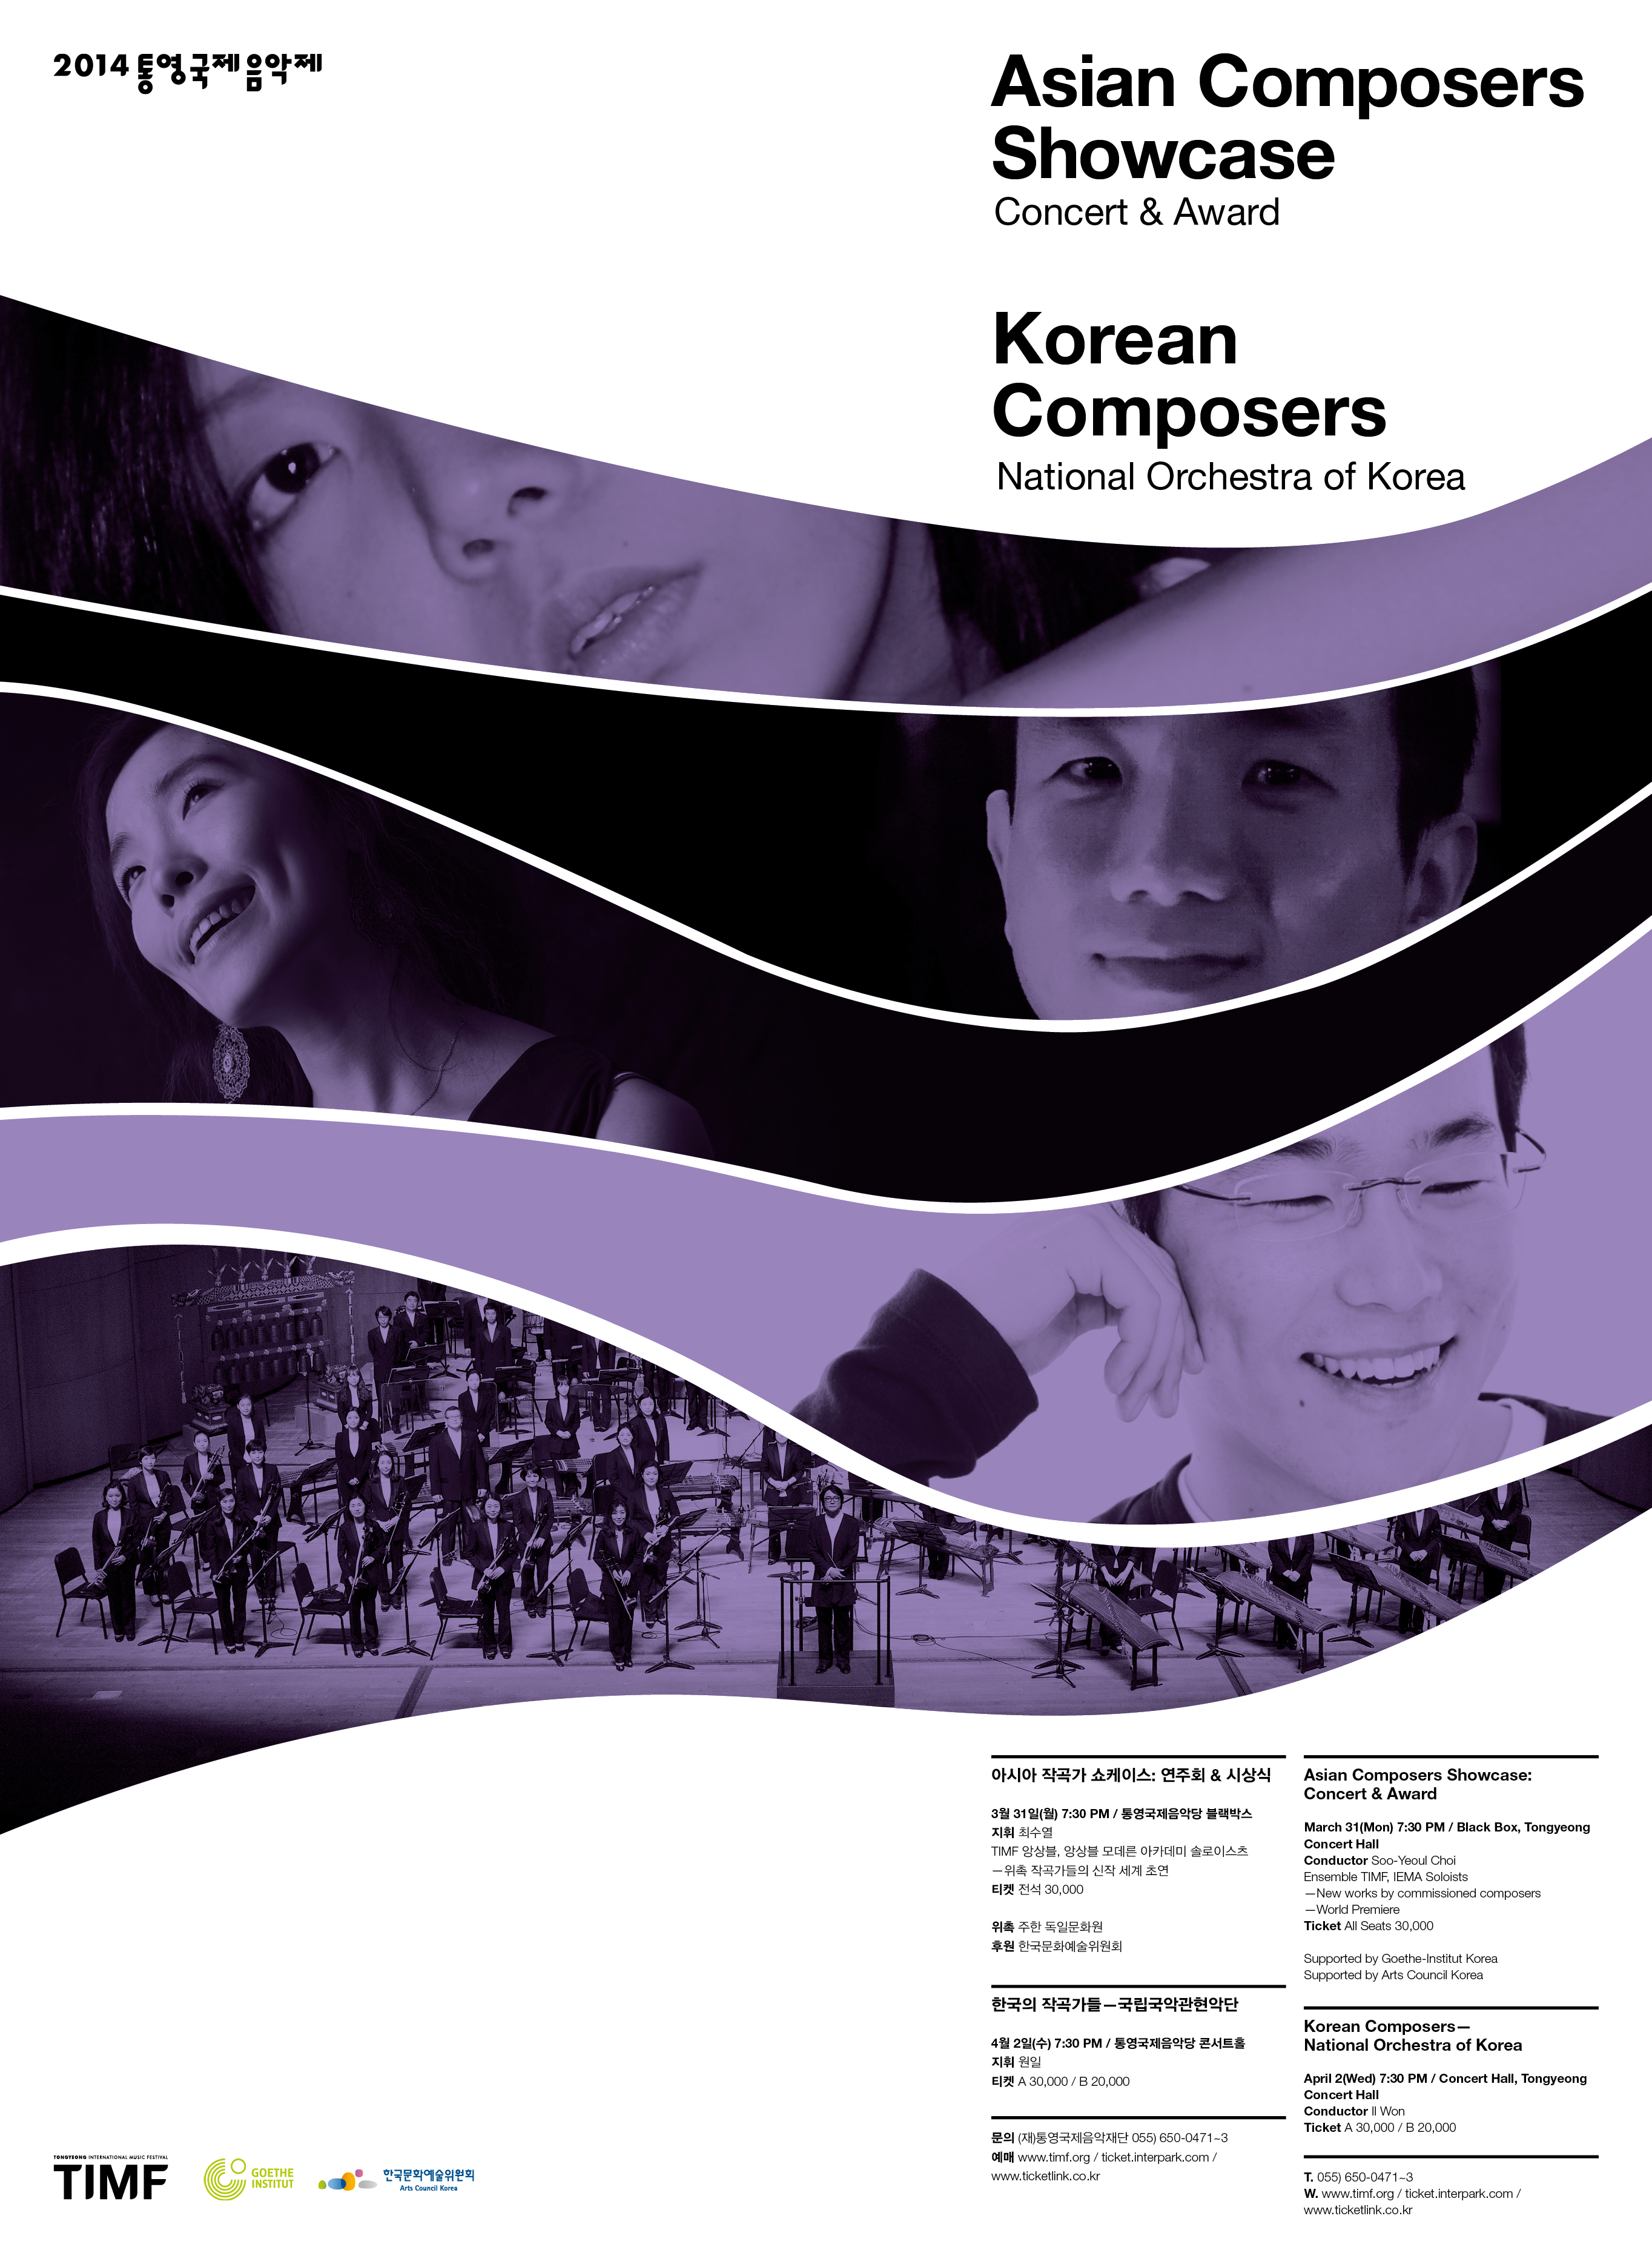 2014 통영국제음악제
Asian Composers
Showcase
Concert & Award
Korean
Composers
National Orchestra of Korea
아시아 작곡가 쇼케이스: 연주회 & 시상식
3월 31일(월) 7:30 PM / 통영국제음악당 블랙박스
지휘 최수열
TIMF 앙상블, 앙상블 모데른 아카데미 솔로이스츠
—위촉 작곡가들의 신작 세계 초연
티켓 전석 30,000
위촉 주한 독일문화원
후원 한국문화예술위원회
한국의 작곡가들—국립국악관현악단
4월 2일(수) 7:30 PM / 통영국제음악당 콘서트홀
지휘 원일
티켓 A 30,000 / B 20,000
문의 (재)통영국제음악재단 055) 650-0471~3
예매 www.timf.org / ticket.interpark.com /
www.ticketlink.co.kr
Asian Composers Showcase:
Concert & Award
March 31(Mon) 7:30 PM / Black Box, Tongyeong
Concert Hall
Conductor Soo-Yeoul Choi
Ensemble TIMF, IEMA Soloists
—New works by commissioned composers
—World Premiere
Ticket All Seats 30,000
Supported by Goethe-Institut Korea
Supported by Arts Council Korea
Korean Composers—
National Orchestra of Korea
April 2(Wed) 7:30 PM / Concert Hall, Tongyeong
Concert Hall
Conductor Il Won
Ticket A 30,000 / B 20,000
T. 055) 650-0471~3
W. www.timf.org / ticket.interpark.com /
www.ticketlink.co.kr
TONGYEONG INTERNATIONAL MUSIC FESTIVAL
TIMF
GOETHE
INSTITUT
한국문화예술위원회
Arts Council Korea